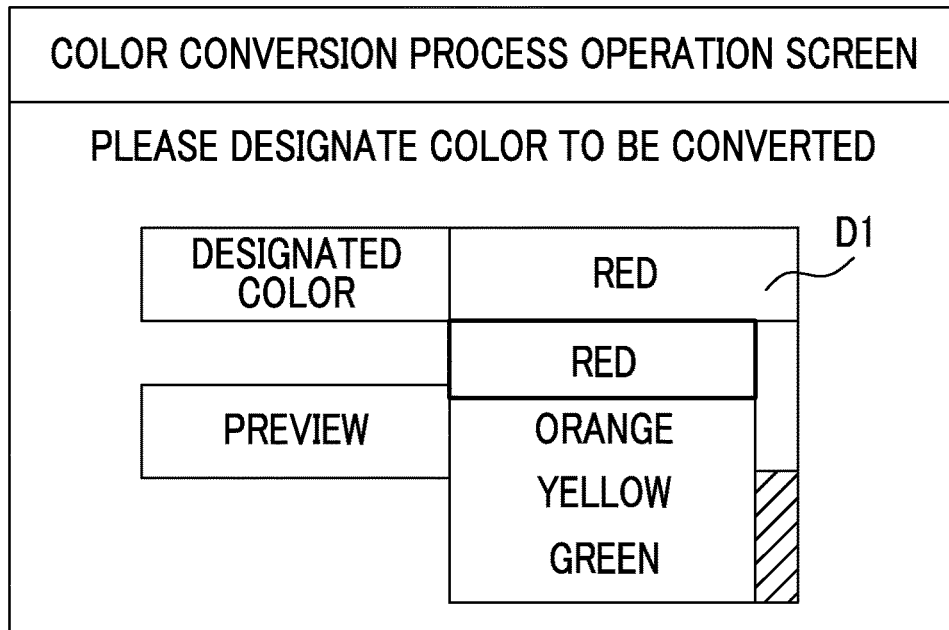 COLOR CONVERSION PROCESS OPERATION SCREEN
PLEASE DESIGNATE COLOR TO BE CONVERTED
D1
DESIGNATED
COLOR
RED
RED
PREVIEW
ORANGE
YELLOW
GREEN